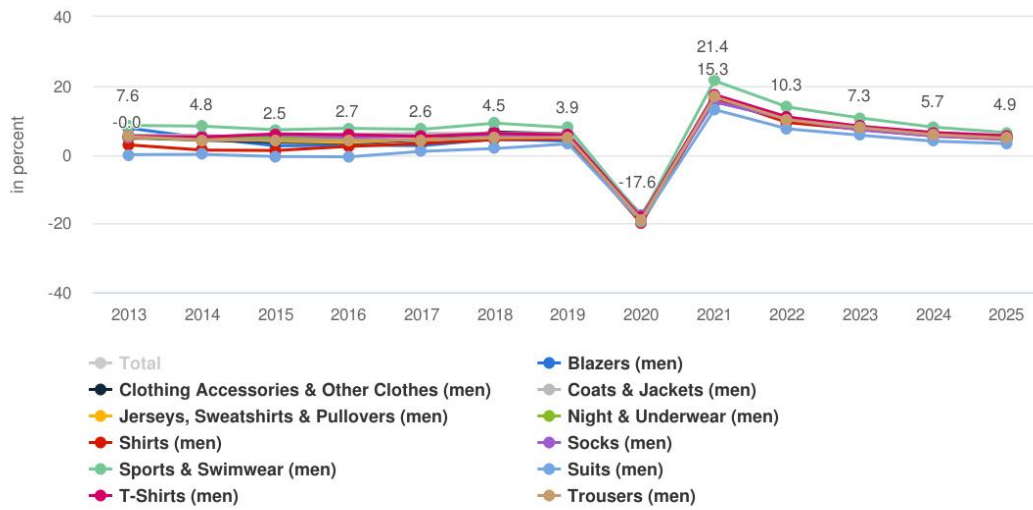 40
20
0
-20
-40
in percent
7.6
-0.0
4.8
2.5
2.7
2.6
4.5
3.9
-17.6
21.4
15.3
10.3
7.3
5.7
4.9
2013 2014 2015 2016 2017 2018 2019 2020 2021 2022 2023 2024 2025
Total
Blazers (men)
Clothing Accessories & Other Clothes (men)
Coats & Jackets (men)
Jerseys, Sweatshirts & Pullovers (men)
Night & Underwear (men)
Shirts (men)
Socks (men)
Sports & Swimwear (men)
Suits (men)
T-Shirts (men)
Trousers (men)